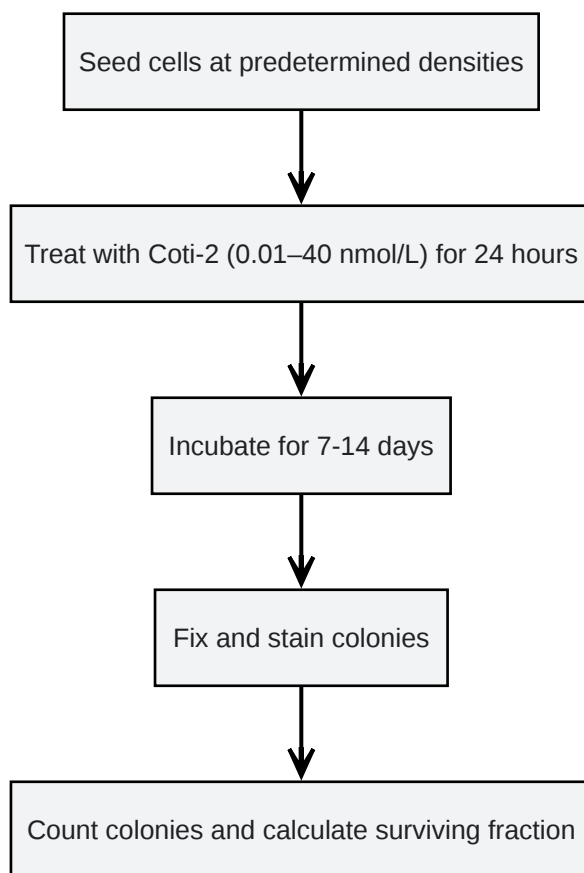 Seed cells at predetermined densities
Treat with Coti-2 (0.01–40 nmol/L) for 24 hours
Incubate for 7-14 days
Fix and stain colonies
Count colonies and calculate surviving fraction